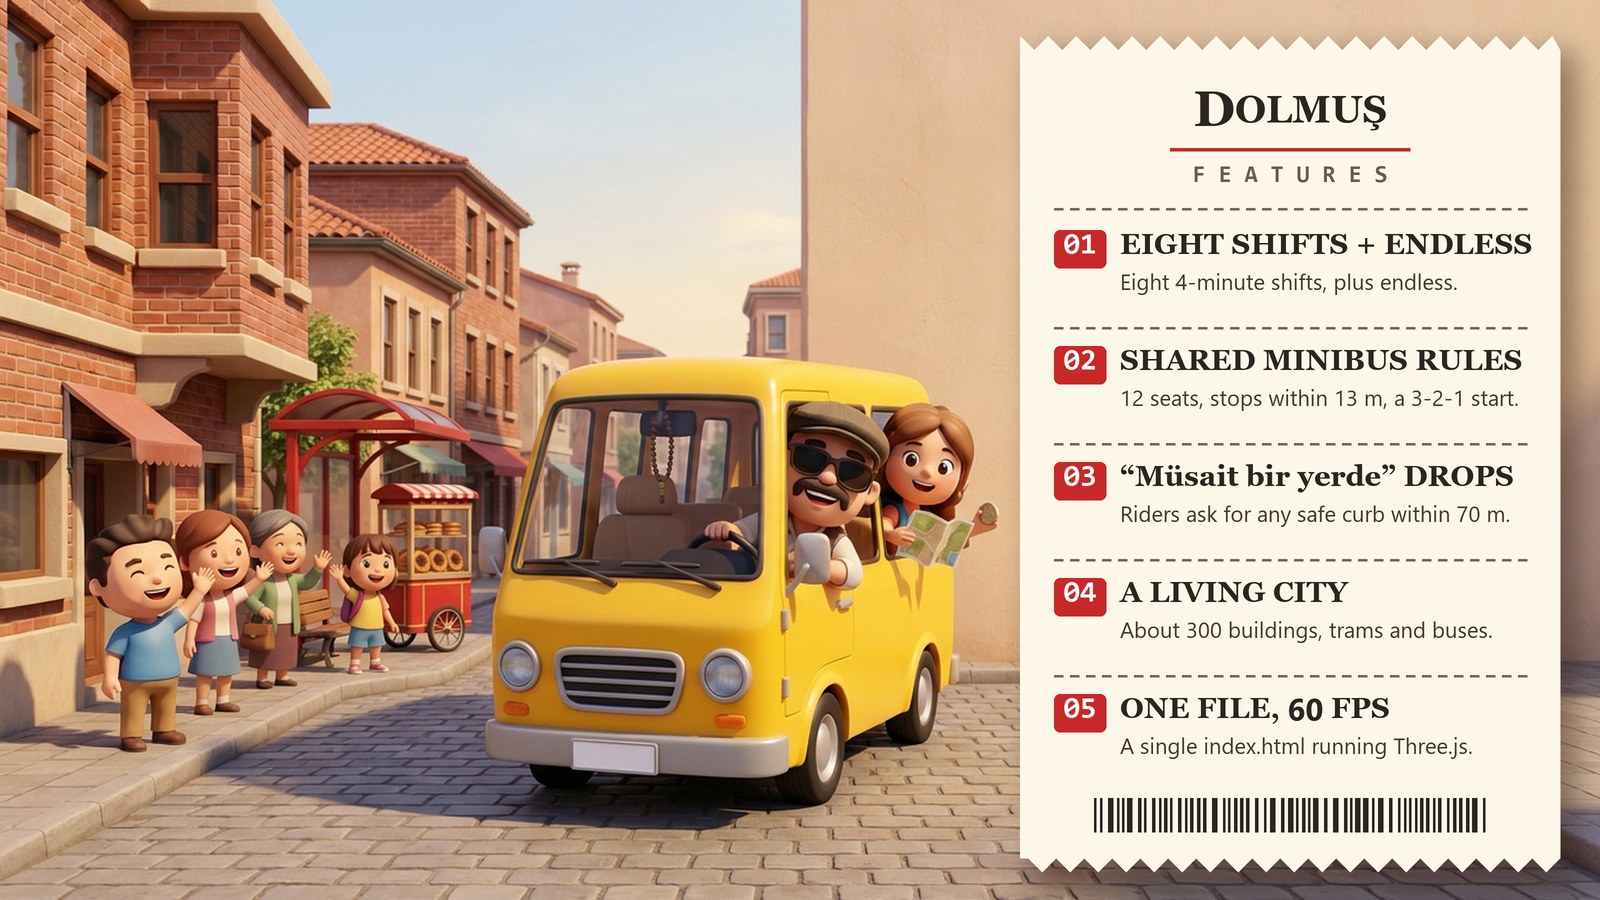 DOLMUŞ
FEATURES
01 EIGHT SHIFTS + ENDLESS
Eight 4-minute shifts, plus endless.
02 SHARED MINIBUS RULES
12 seats, stops within 13 m, a 3-2-1 start.
03 “Müsait bir yerde” DROPS
Riders ask for any safe curb within 70 m.
04 A LIVING CITY
About 300 buildings, trams and buses.
05 ONE FILE, 60 FPS
A single index.html running Three.js.